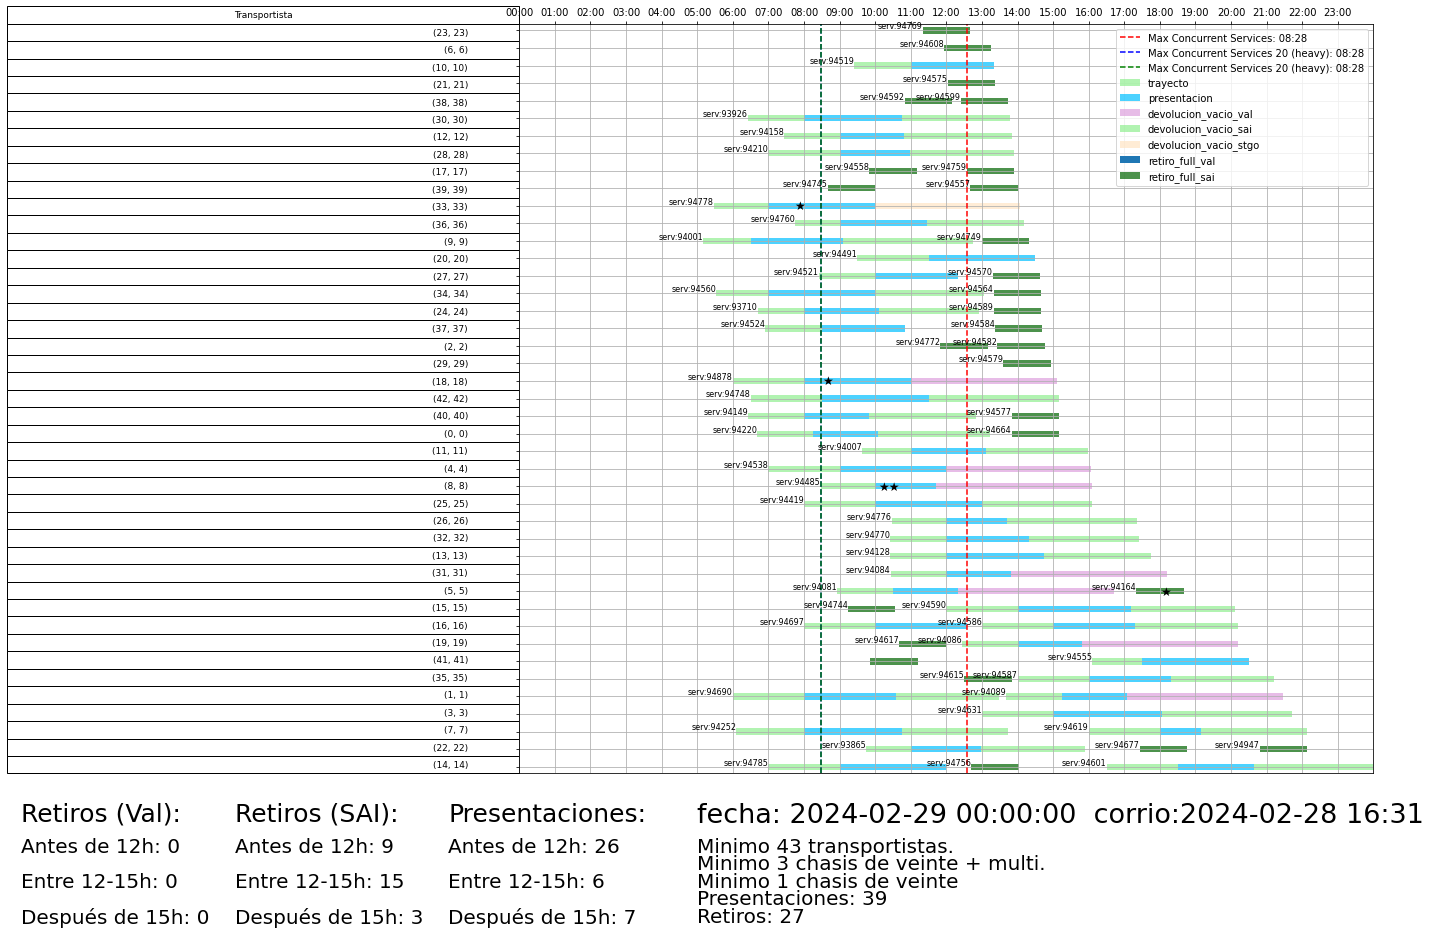 Transportista
00:00 01:00 02:00 03:00 04:00 05:00 06:00 07:00 08:00 09:00 10:00 11:00 12:00 13:00 14:00 15:00 16:00 17:00 18:00 19:00 20:00 21:00 22:00 23:00
(23, 23) serv:94769
(6, 6) serv:94608
(10, 10) serv:94519
(21, 21) serv:94575
(38, 38) serv:94592 serv:94599
(30, 30) serv:93926
(12, 12) serv:94158
(28, 28) serv:94210
(17, 17) serv:94558 serv:94759
(39, 39) serv:94745 serv:94557
(33, 33) serv:94778
(36, 36) serv:94760
(9, 9) serv:94001 serv:94749
(20, 20) serv:94491
(27, 27) serv:94521 serv:94570
(34, 34) serv:94560 serv:94564
(24, 24) serv:93710 serv:94589
(37, 37) serv:94524 serv:94584
(2, 2) serv:94772 serv:94582
(29, 29) serv:94579
(18, 18) serv:94878
(42, 42) serv:94748
(40, 40) serv:94149 serv:94577
(0, 0) serv:94220 serv:94664
(11, 11) serv:94007
(4, 4) serv:94538
(8, 8) serv:94485
(25, 25) serv:94419
(26, 26) serv:94776
(32, 32) serv:94770
(13, 13) serv:94128
(31, 31) serv:94084
(5, 5) serv:94081 serv:94164
(15, 15) serv:94744 serv:94590
(16, 16) serv:94697 serv:94586
(19, 19) serv:94617 serv:94086
(41, 41) serv:94555
(35, 35) serv:94615 serv:94587
(1, 1) serv:94690 serv:94089
(3, 3) serv:94631
(7, 7) serv:94252 serv:94619
(22, 22) serv:93865 serv:94677 serv:94947
(14, 14) serv:94785 serv:94756 serv:94601
Max Concurrent Services: 08:28
Max Concurrent Services 20 (heavy): 08:28
Max Concurrent Services 20 (heavy): 08:28
trayecto
presentacion
devolucion_vacio_val
devolucion_vacio_sai
devolucion_vacio_stgo
retiro_full_val
retiro_full_sai
Retiros (Val):
Antes de 12h: 0
Entre 12-15h: 0
Después de 15h: 0
Retiros (SAI):
Antes de 12h: 9
Entre 12-15h: 15
Después de 15h: 3
Presentaciones:
Antes de 12h: 26
Entre 12-15h: 6
Después de 15h: 7
fecha: 2024-02-29 00:00:00 corrio:2024-02-28 16:31
Minimo 43 transportistas.
Minimo 3 chasis de veinte + multi.
Minimo 1 chasis de veinte
Presentaciones: 39
Retiros: 27